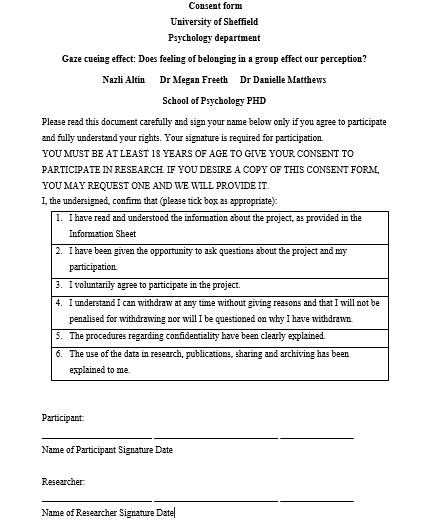 Consent form
University of Sheffield
Psychology department
Gaze cueing effect: Does feeling of belonging in a group effect our perception?
Nazli Altin Dr Megan Freeth Dr Danielle Matthews
School of Psychology PHD
Please read this document carefully and sign your name below only if you agree to participate
and fully understand your rights. Your signature is required for participation.
YOU MUST BE AT LEAST 18 YEARS OF AGE TO GIVE YOUR CONSENT TO
PARTICIPATE IN RESEARCH. IF YOU DESIRE A COPY OF THIS CONSENT FORM,
YOU MAY REQUEST ONE AND WE WILL PROVIDE IT.
I, the undersigned, confirm that (please tick box as appropriate):
1. I have read and understood the information about the project, as provided in the
Information Sheet
2. I have been given the opportunity to ask questions about the project and my
participation.
3. I voluntarily agree to participate in the project.
4. I understand I can withdraw at any time without giving reasons and that I will not be
penalised for withdrawing nor will I be questioned on why I have withdrawn.
5. The procedures regarding confidentiality have been clearly explained.
6. The use of the data in research, publications, sharing and archiving has been
explained to me.
Participant:
Name of Participant Signature Date
Researcher:
Name of Researcher Signature Date